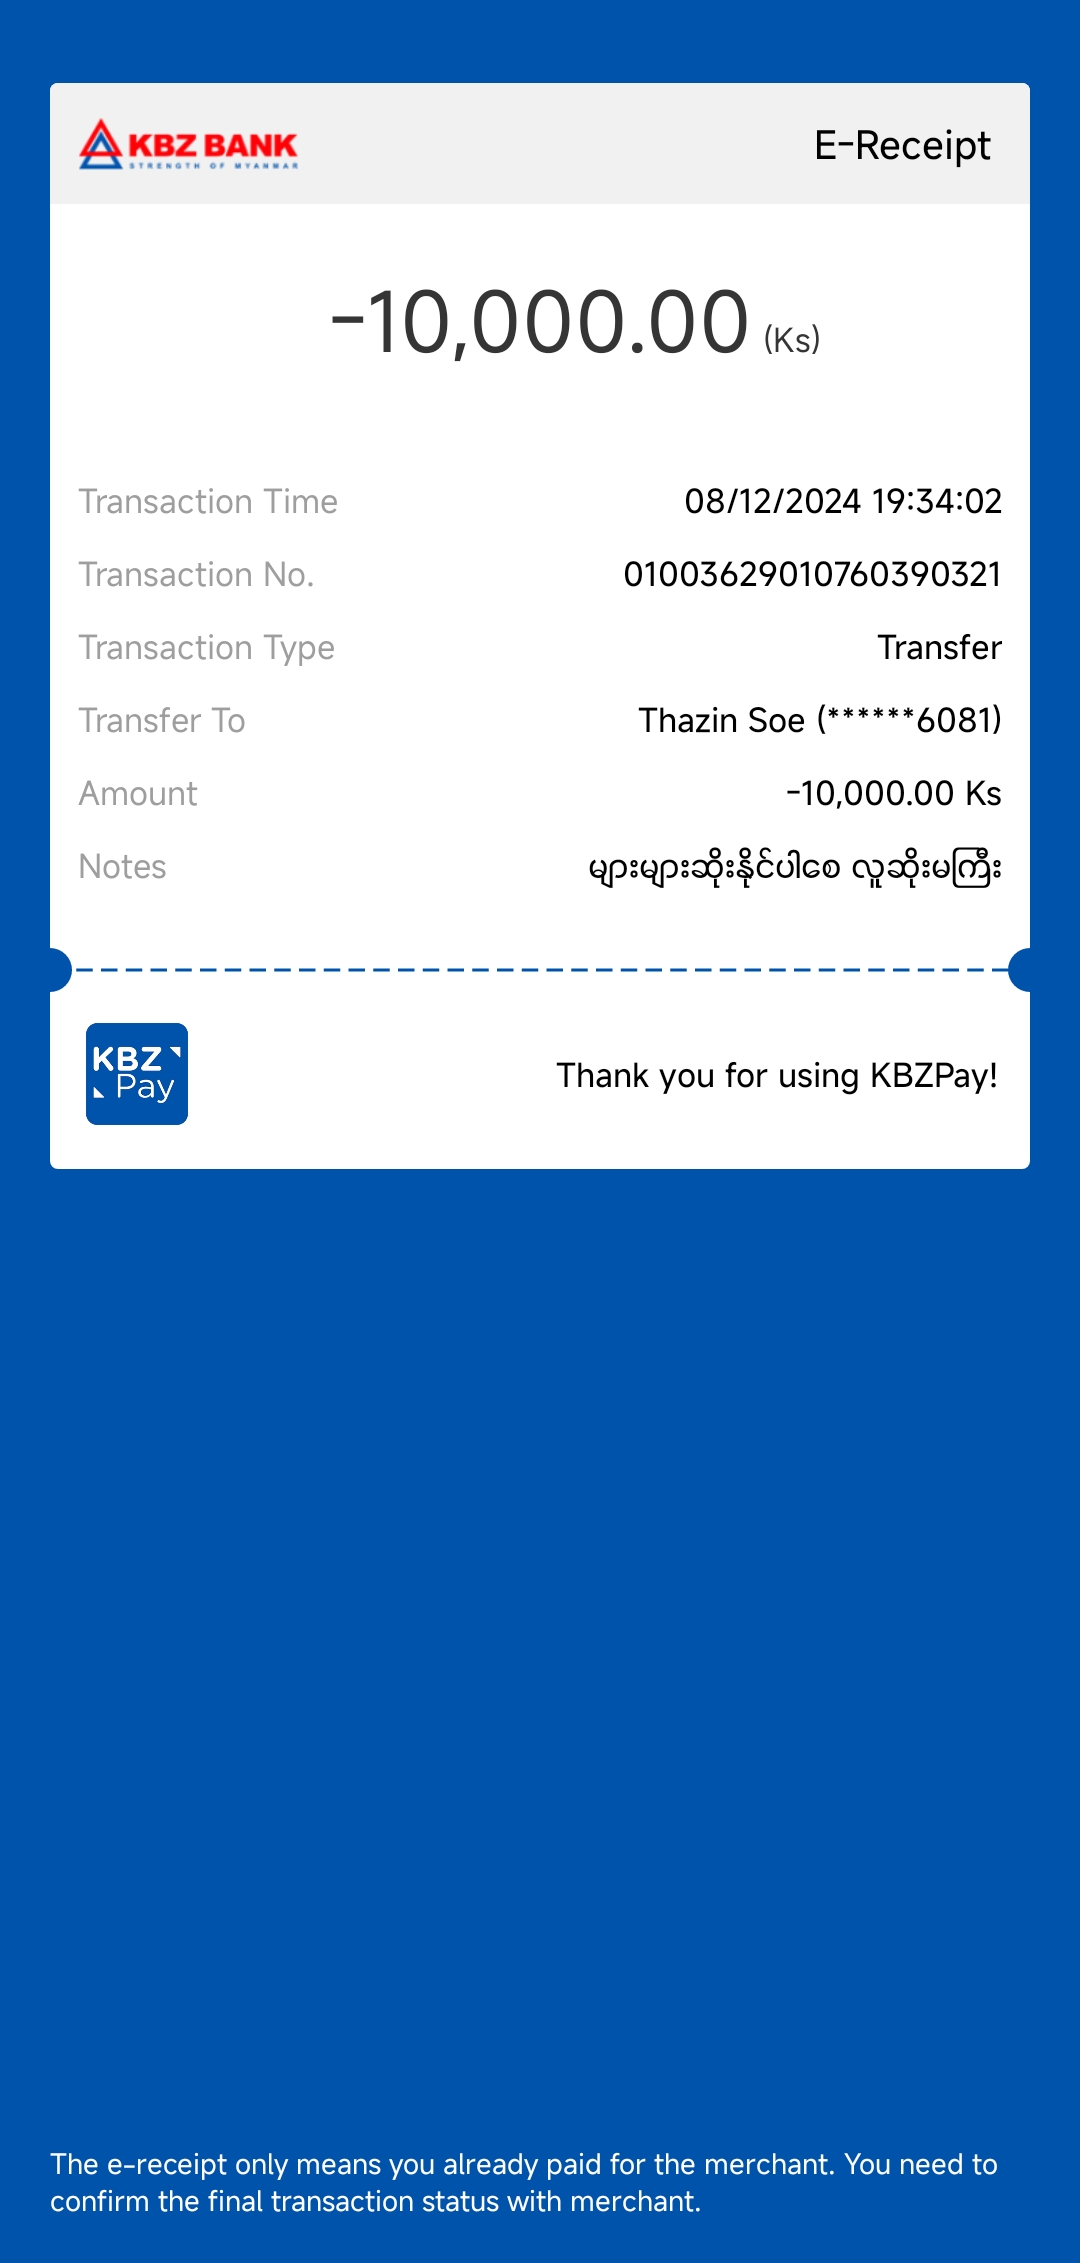 KBZ BANK
STRENGTH OF MYANMAR
E-Receipt
-10,000.00 (Ks)
Transaction Time 08/12/2024 19:34:02
Transaction No. 01003629010760390321
Transaction Type Transfer
Transfer To Thazin Soe (******6081)
Amount -10,000.00 Ks
Notes များများဆိုးနိုင်ပါစေ လူဆိုးမကြီး
KBZ
Pay
Thank you for using KBZPay!
The e-receipt only means you already paid for the merchant. You need to
confirm the final transaction status with merchant.